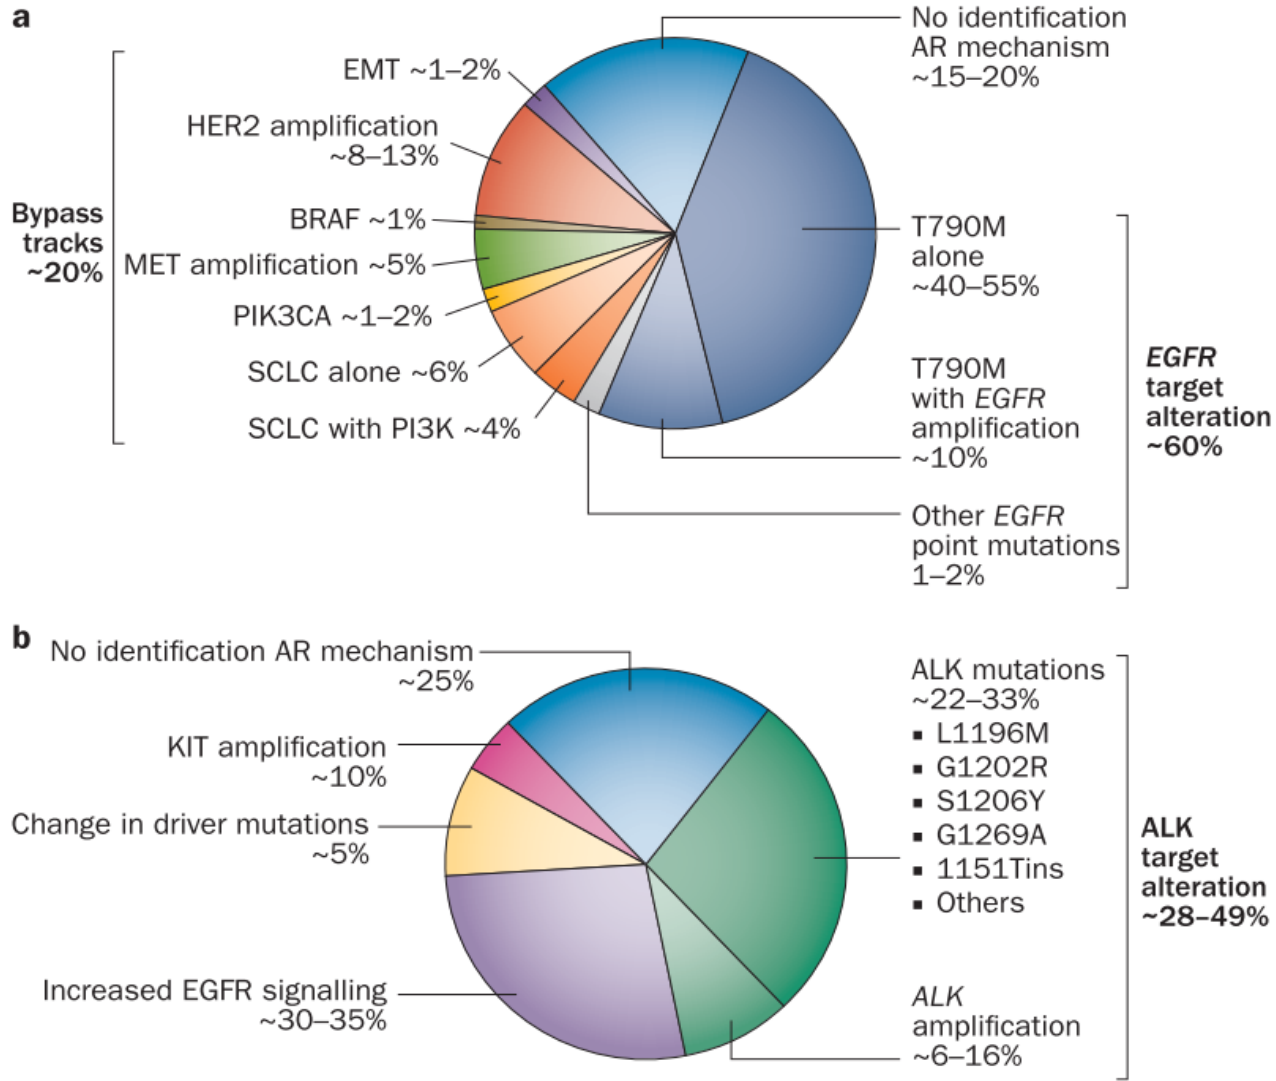 a
No identification
AR mechanism
~15–20%
EMT ~1–2%
HER2 amplification
~8–13%
BRAF ~1%
MET amplification ~5%
PIK3CA ~1–2%
SCLC alone ~6%
SCLC with PI3K ~4%
Bypass
tracks
~20%
T790M
alone
~40–55%
T790M
with EGFR
amplification
~10%
Other EGFR
point mutations
1–2%
EGFR
target
alteration
~60%
b
No identification AR mechanism
~25%
KIT amplification
~10%
Change in driver mutations
~5%
Increased EGFR signalling
~30–35%
ALK mutations
~22–33%
▪ L1196M
▪ G1202R
▪ S1206Y
▪ G1269A
▪ 1151Tins
▪ Others
ALK
amplification
~6–16%
ALK
target
alteration
~28–49%